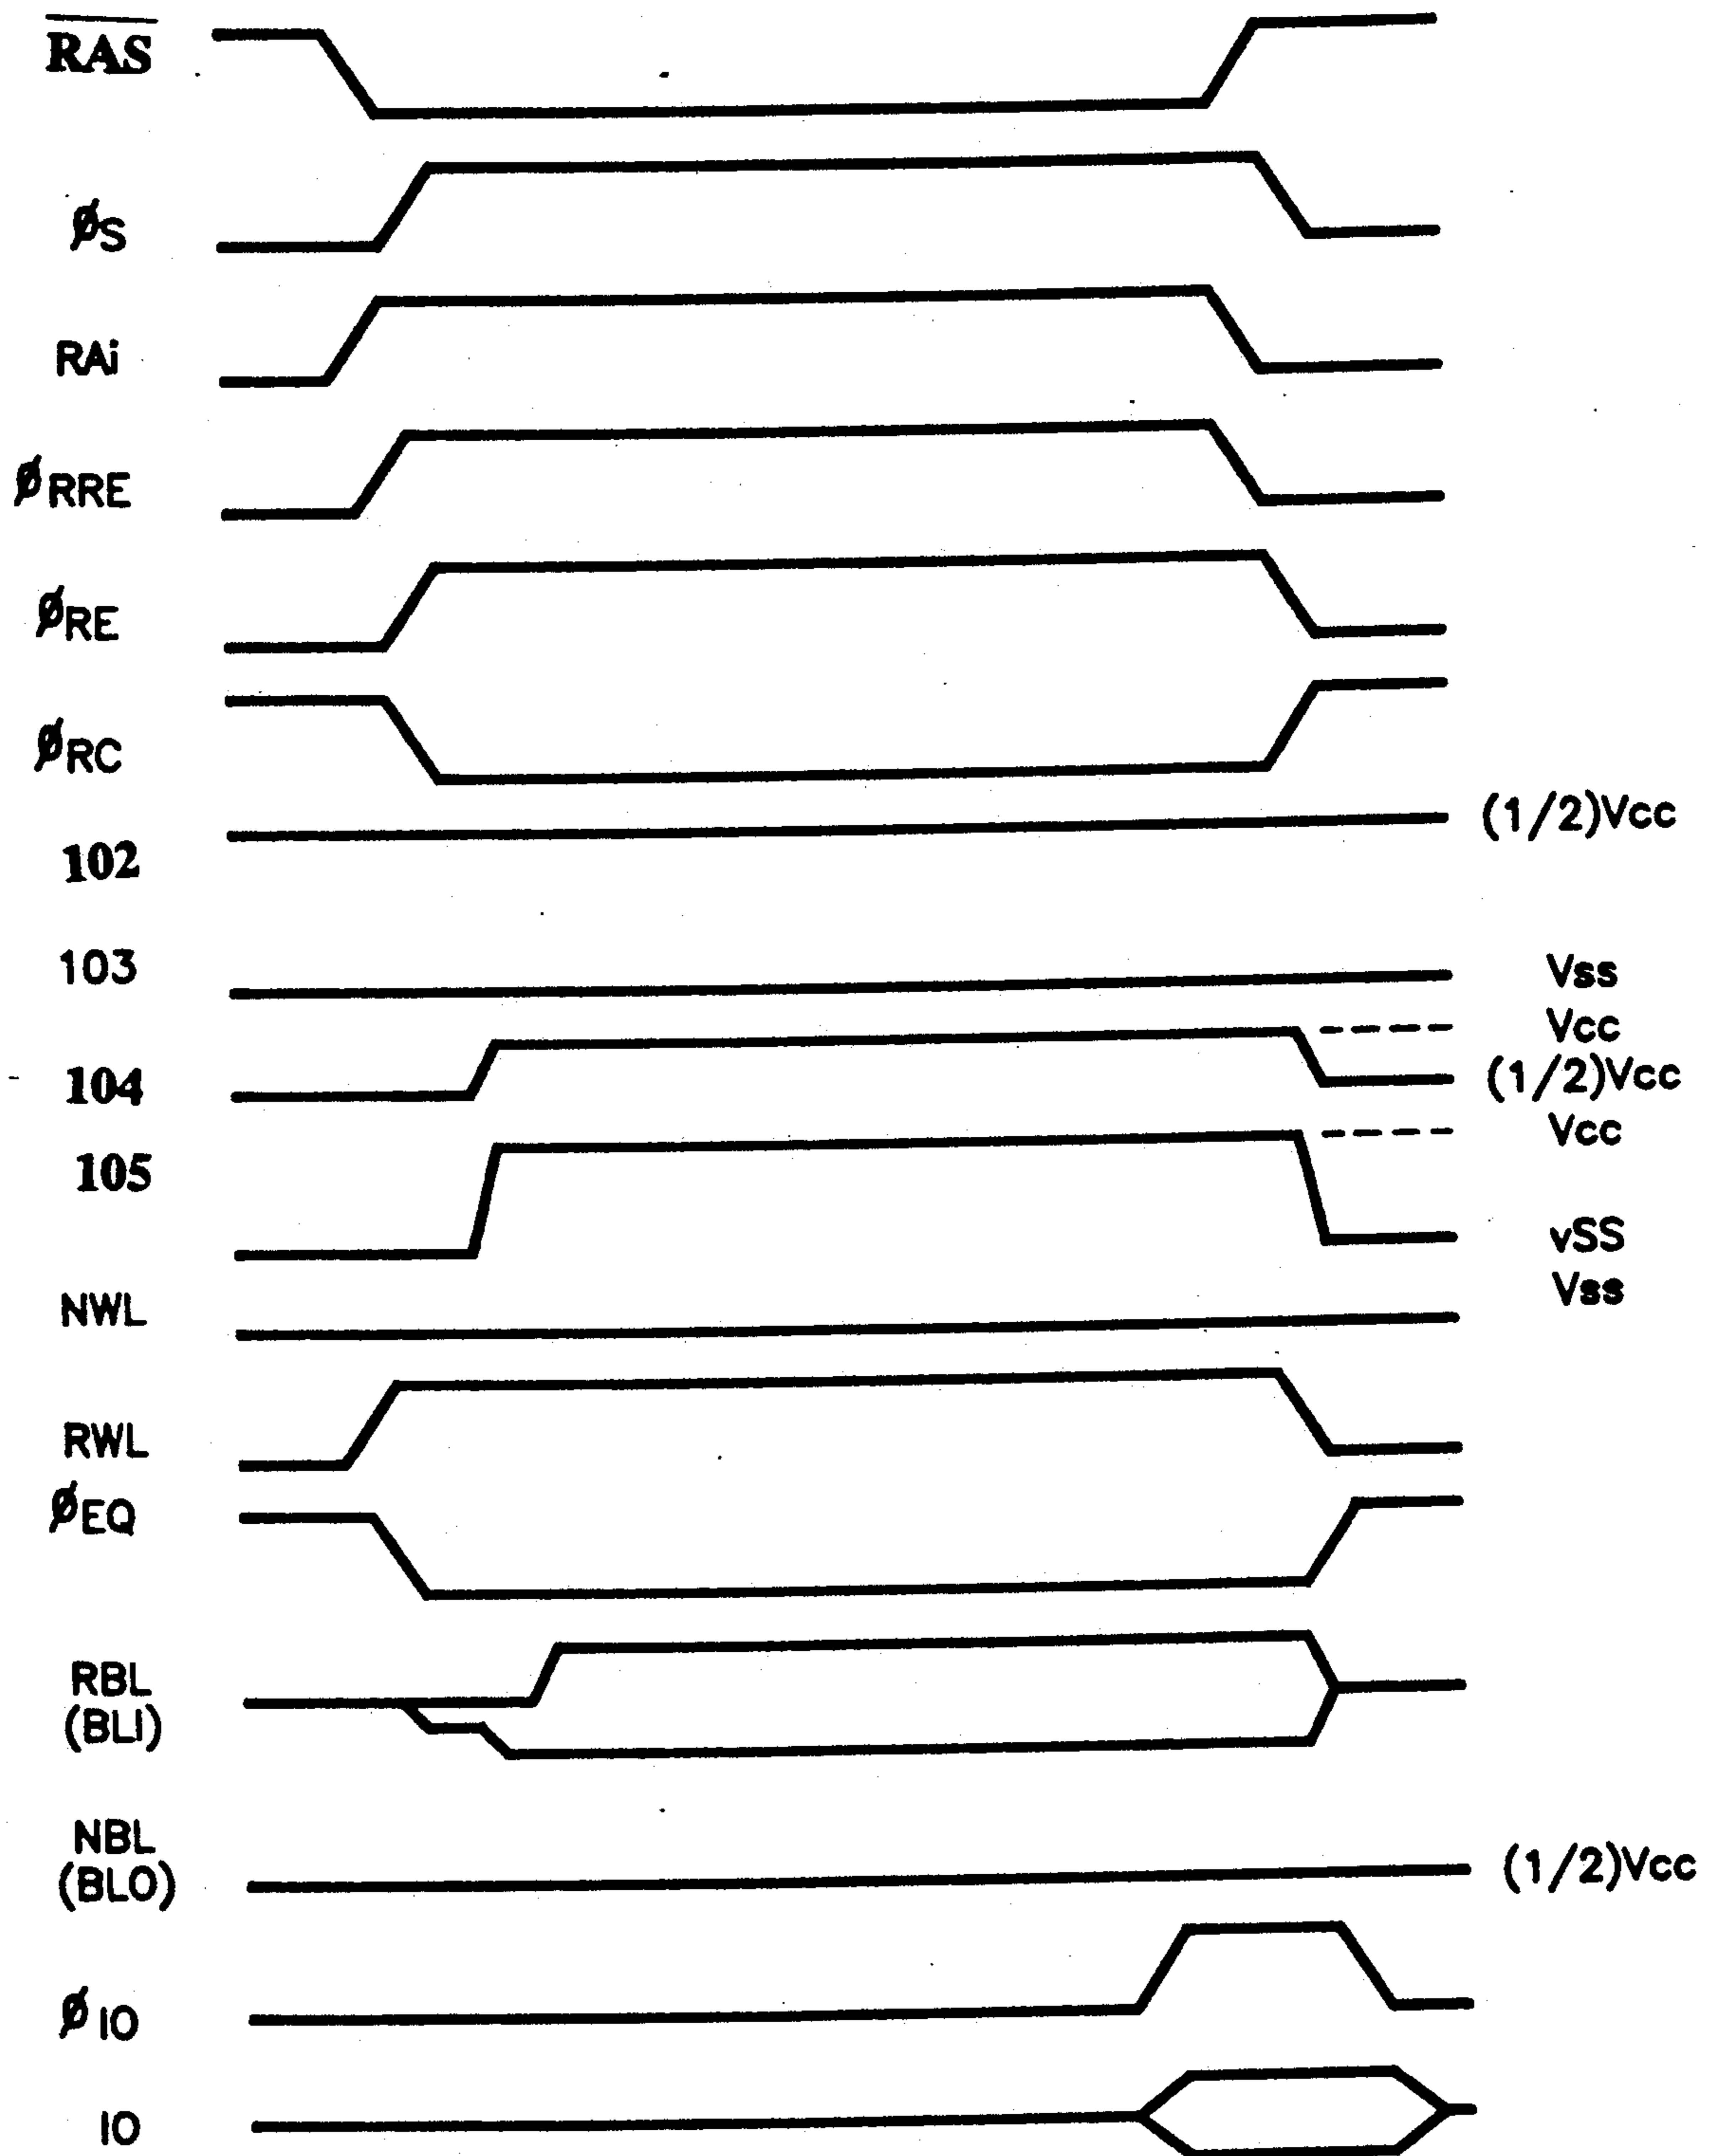 RAS
ØS
RAi
ØRRE
ØRE
ØRC
102 (1/2)Vcc
103 Vss
Vcc
104 (1/2)Vcc
Vcc
105
vSS
NWL Vss
RWL
ØEQ
RBL
(BLI)
NBL
(BLO) (1/2)Vcc
ØIO
IO